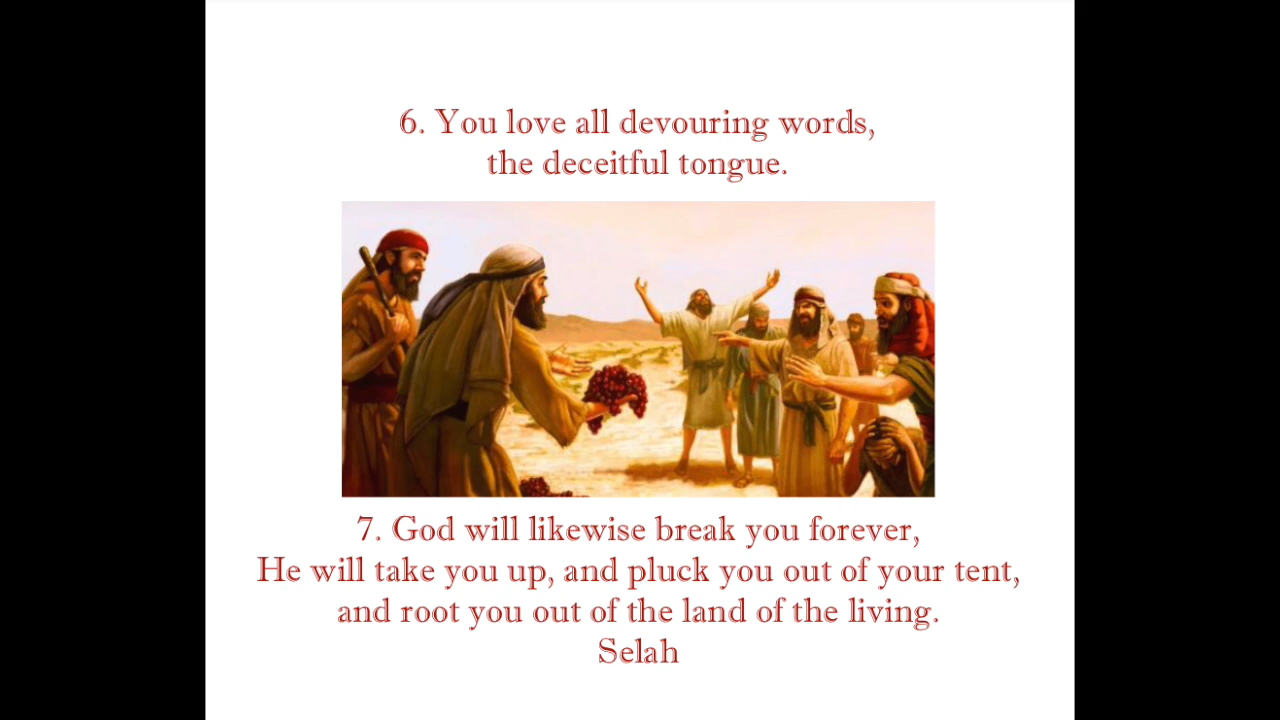 6. You love all devouring words,
the deceitful tongue.
7. God will likewise break you forever,
He will take you up, and pluck you out of your tent,
and root you out of the land of the living.
Selah